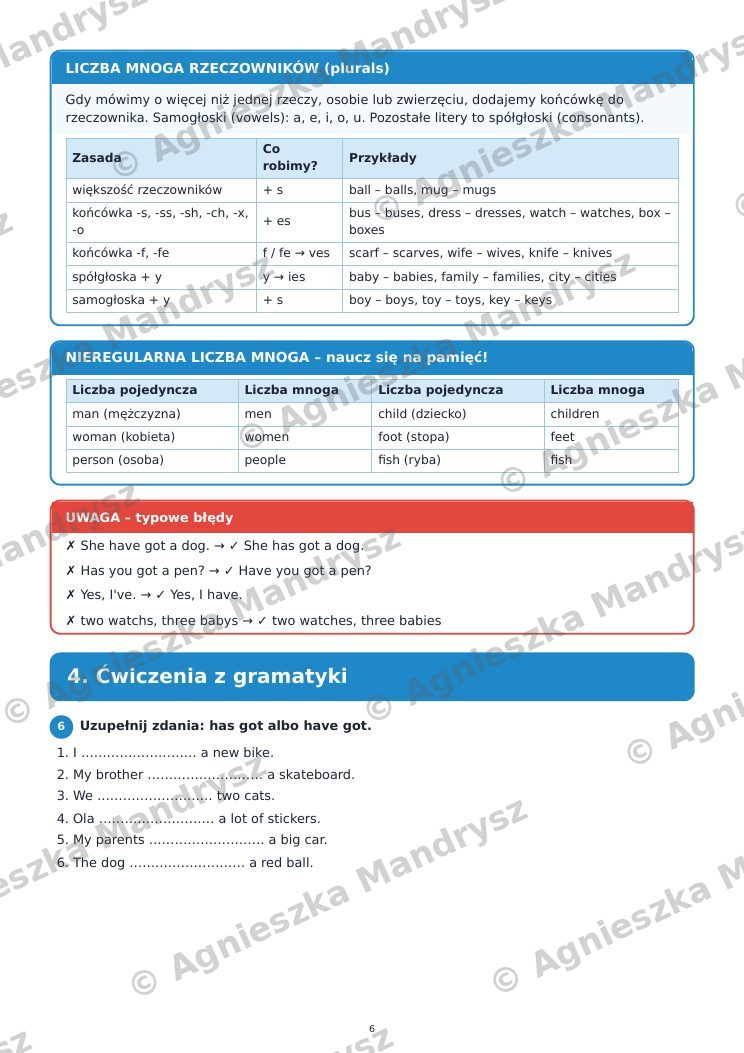 LICZBA MNOGA RZECZOWNIKÓW (plurals)
Gdy mówimy o więcej niż jednej rzeczy, osobie lub zwierzęciu, dodajemy końcówkę do
rzeczownika. Samogłoski (vowels): a, e, i, o, u. Pozostałe litery to spółgłoski (consonants).
Zasada Co robimy? Przykłady
większość rzeczowników + s ball – balls, mug – mugs
końcówka -s, -ss, -sh, -ch, -x, -o + es bus – buses, dress – dresses, watch – watches, box – boxes
końcówka -f, -fe f / fe → ves scarf – scarves, wife – wives, knife – knives
spółgłoska + y y → ies baby – babies, family – families, city – cities
samogłoska + y + s boy – boys, toy – toys, key – keys
NIEREGULARNA LICZBA MNOGA – naucz się na pamięć!
Liczba pojedyncza Liczba mnoga Liczba pojedyncza Liczba mnoga
man (mężczyzna) men child (dziecko) children
woman (kobieta) women foot (stopa) feet
person (osoba) people fish (ryba) fish
UWAGA – typowe błędy
✗ She have got a dog. → ✓ She has got a dog.
✗ Has you got a pen? → ✓ Have you got a pen?
✗ Yes, I've. → ✓ Yes, I have.
✗ two watchs, three babys → ✓ two watches, three babies
4. Ćwiczenia z gramatyki
6 Uzupełnij zdania: has got albo have got.
1. I ……………………… a new bike.
2. My brother ……………………… a skateboard.
3. We ……………………… two cats.
4. Ola ……………………… a lot of stickers.
5. My parents ……………………… a big car.
6. The dog ……………………… a red ball.
© Agnieszka Mandrysz
6